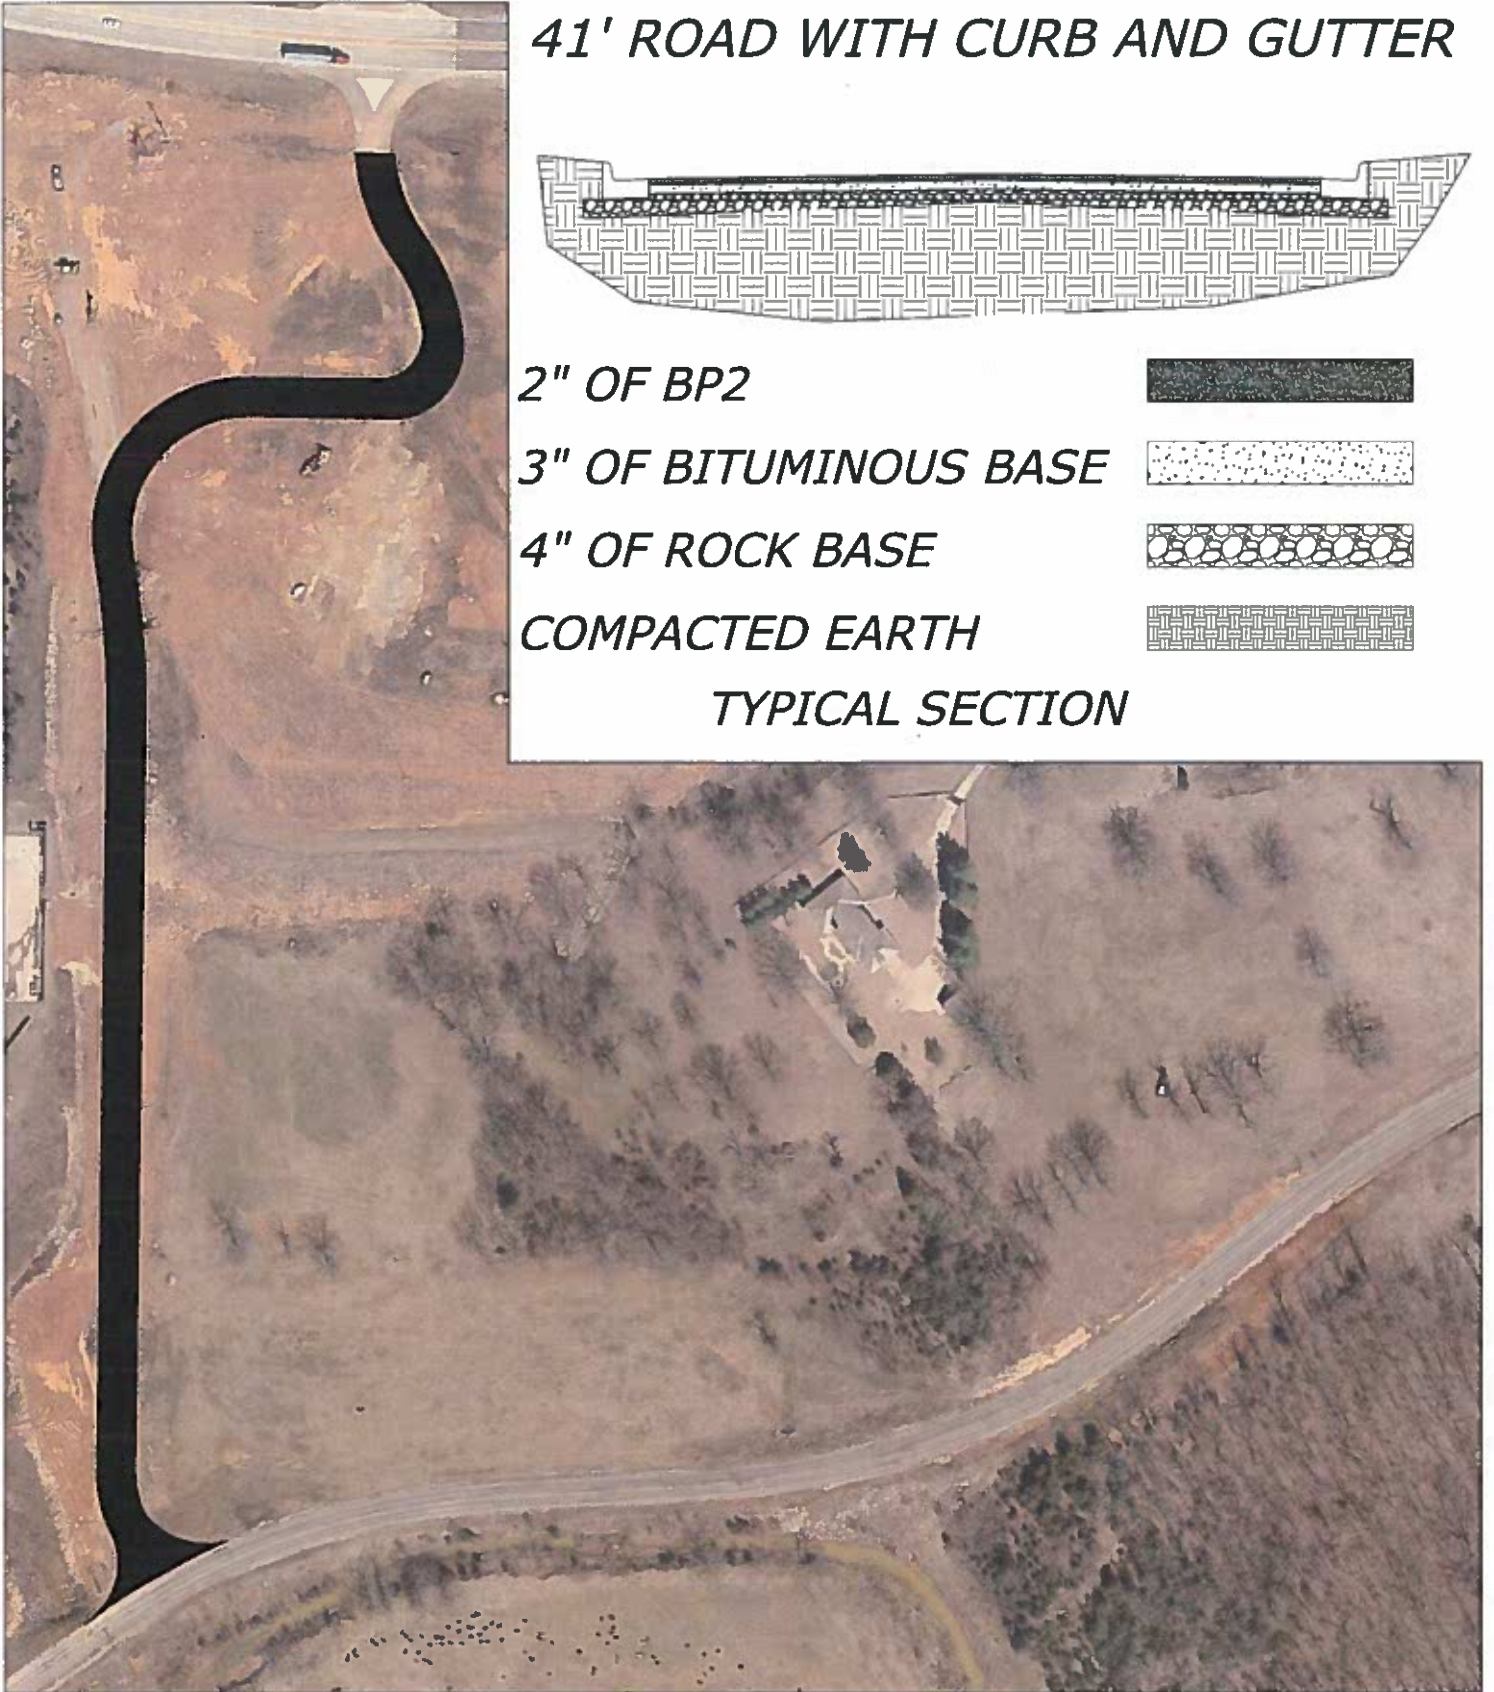 41' ROAD WITH CURB AND GUTTER
2" OF BP2
3" OF BITUMINOUS BASE
4" OF ROCK BASE
COMPACTED EARTH
TYPICAL SECTION